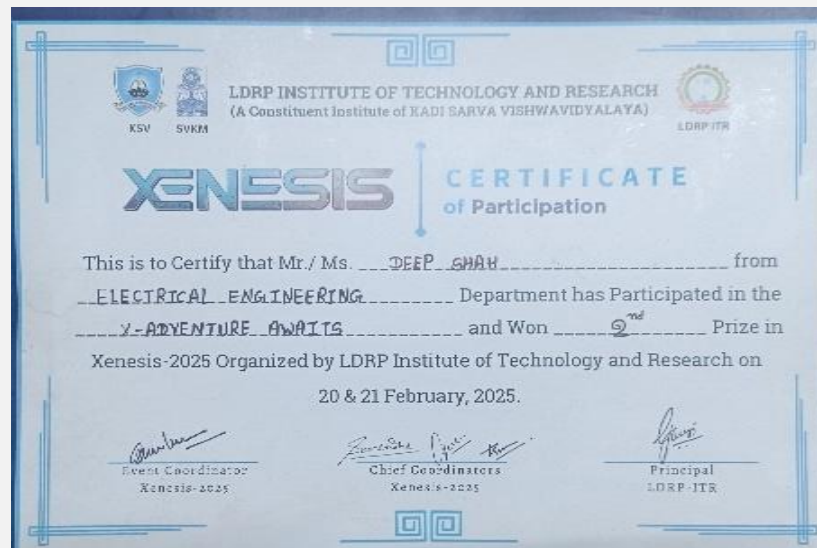 LDRP INSTITUTE OF TECHNOLOGY AND RESEARCH
(A Constituent Institute of KADI SARVA VISHWAVIDYALAYA)
KSV SVKM LDRP-ITR
XENESIS
CERTIFICATE
of Participation
This is to Certify that Mr./ Ms. DEEP SHAH from
ELECTRICAL ENGINEERING Department has Participated in the
X-ADVENTURE AWAITS and Won 2nd Prize in
Xenesis-2025 Organized by LDRP Institute of Technology and Research on
20 & 21 February, 2025.
Event Coordinator Chief Coordinators Principal
Xenesis-2025 Xenesis-2025 LDRP-ITR